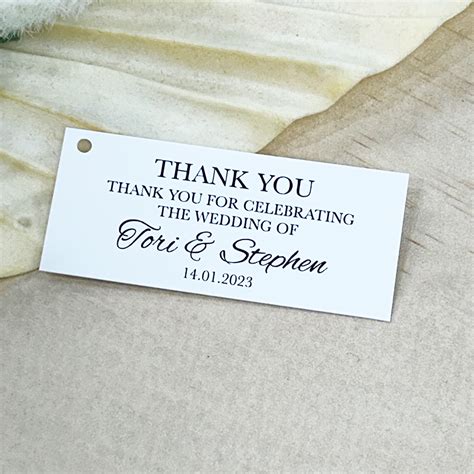 THANK YOU
THANK YOU FOR CELEBRATING
THE WEDDING OF
Tori & Stephen
14.01.2023